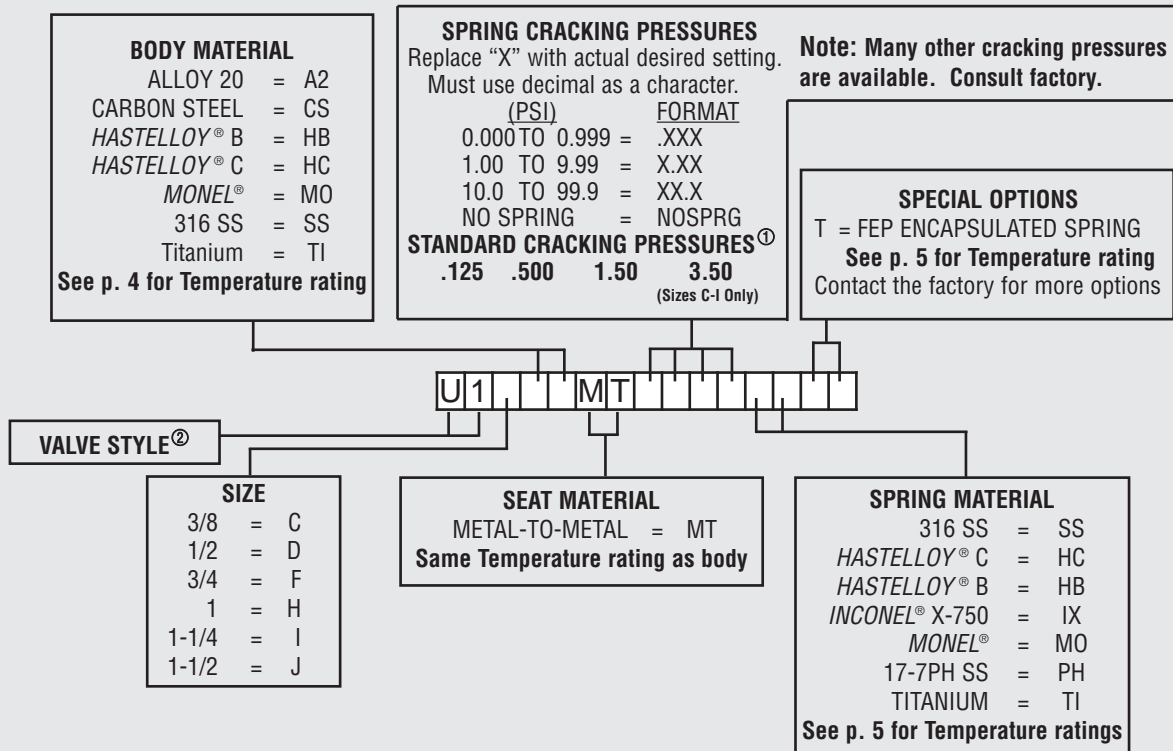 BODY MATERIAL
ALLOY 20 = A2
CARBON STEEL = CS
HASTELLOY® B = HB
HASTELLOY® C = HC
MONEL® = MO
316 SS = SS
Titanium = TI
See p. 4 for Temperature rating
SPRING CRACKING PRESSURES
Replace “X” with actual desired setting.
Must use decimal as a character.
(PSI) FORMAT
0.000 TO 0.999 = .XXX
1.00 TO 9.99 = X.XX
10.0 TO 99.9 = XX.X
NO SPRING = NOSPRG
STANDARD CRACKING PRESSURES①
.125 .500 1.50 3.50
(Sizes C-I Only)
Note: Many other cracking pressures
are available. Consult factory.
SPECIAL OPTIONS
T = FEP ENCAPSULATED SPRING
See p. 5 for Temperature rating
Contact the factory for more options
U1 MT
VALVE STYLE②
SIZE
3/8 = C
1/2 = D
3/4 = F
1 = H
1-1/4 = I
1-1/2 = J
SEAT MATERIAL
METAL-TO-METAL = MT
Same Temperature rating as body
SPRING MATERIAL
316 SS = SS
HASTELLOY® C = HC
HASTELLOY® B = HB
INCONEL® X-750 = IX
MONEL® = MO
17-7PH SS = PH
TITANIUM = TI
See p. 5 for Temperature ratings